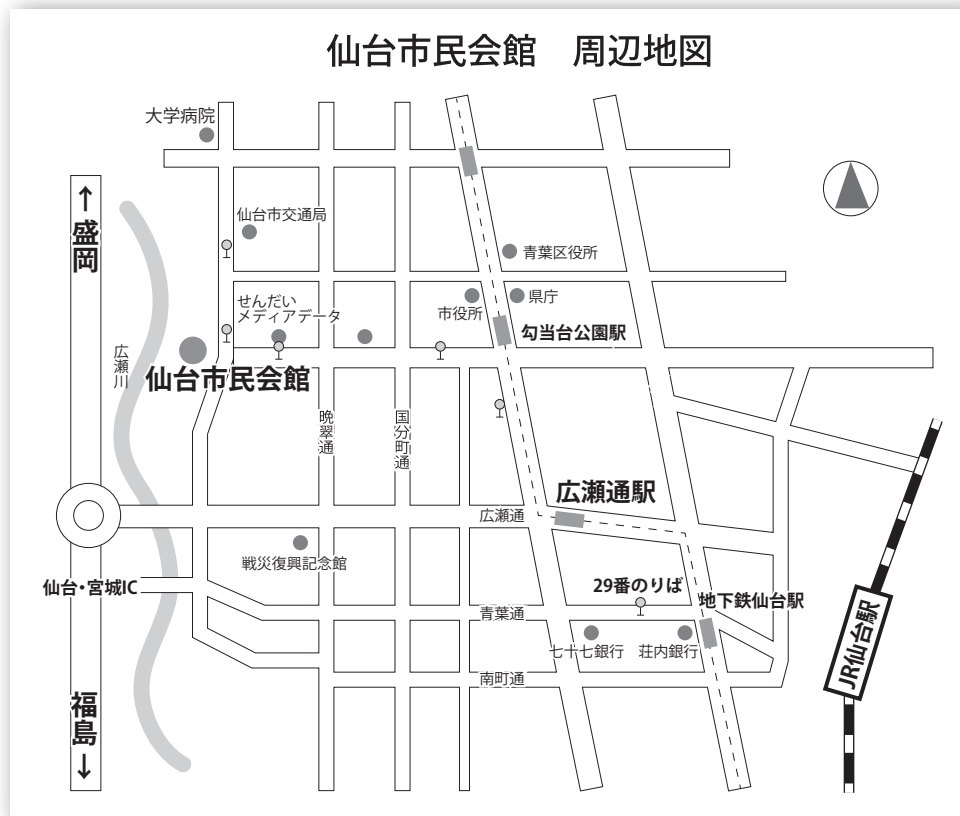 仙台市民会館　周辺地図
大学病院
↑盛岡
仙台市交通局
青葉区役所
せんだい
メディアデータ
市役所
県庁
勾当台公園駅
広瀬川
仙台市民会館
晩翠通
国分町通
広瀬通駅
広瀬通
戦災復興記念館
仙台・宮城IC
29番のりば
地下鉄仙台駅
青葉通
七十七銀行
荘内銀行
JR仙台駅
南町通
福島↓